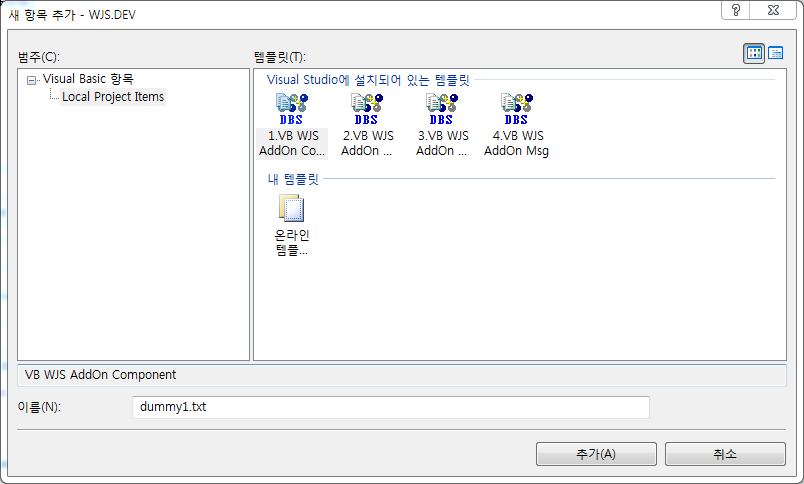 새 항목 추가 - WJS.DEV
범주(C):
템플릿(T):
Visual Basic 항목
Local Project Items
Visual Studio에 설치되어 있는 템플릿
DBS
DBS
DBS
DBS
1.VB WJS
AddOn Co...
2.VB WJS
AddOn ...
3.VB WJS
AddOn ...
4.VB WJS
AddOn Msg
내 템플릿
온라인
템플...
VB WJS AddOn Component
이름(N):
dummy1.txt
추가(A)
취소